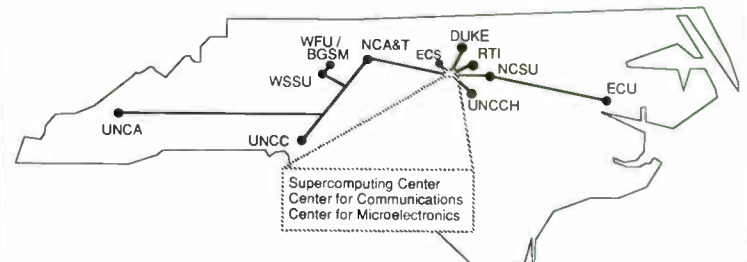 DUKE
WFU /
BGSM
NCA&T
ECS
RTI
WSSU
NCSU
ECU
UNCCH
UNCA
UNCC
Supercomputing Center
Center for Communications
Center for Microelectronics